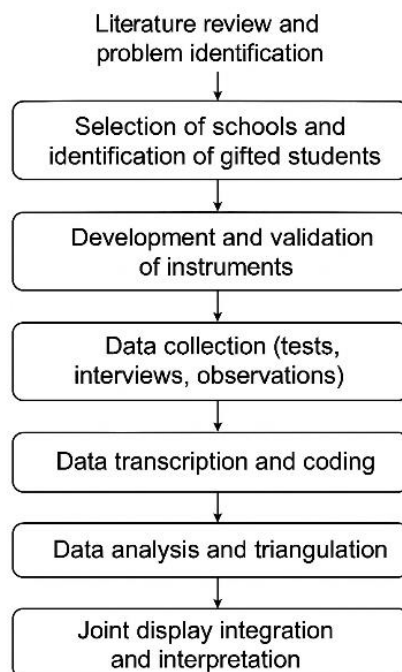 Literature review and
problem identification
Selection of schools and
identification of gifted students
Development and validation
of instruments
Data collection (tests,
interviews, observations)
Data transcription and coding
Data analysis and triangulation
Joint display integration
and interpretation